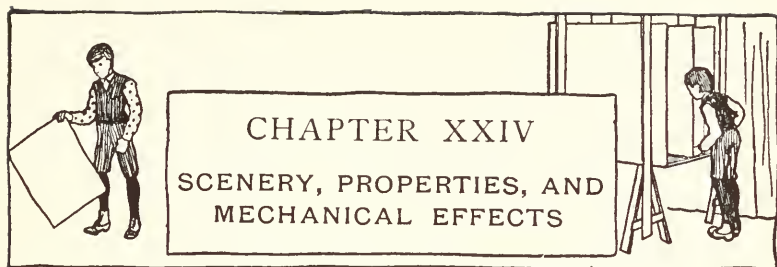 CHAPTER XXIV
SCENERY, PROPERTIES, AND
MECHANICAL EFFECTS